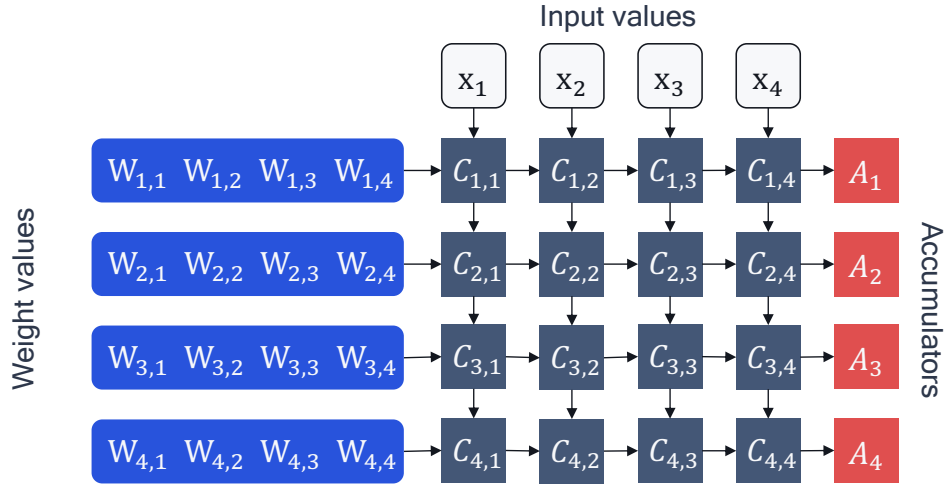 Input values
x₁ x₂ x₃ x₄
W₁,₁ W₁,₂ W₁,₃ W₁,₄ C₁,₁ C₁,₂ C₁,₃ C₁,₄ A₁
W₂,₁ W₂,₂ W₂,₃ W₂,₄ C₂,₁ C₂,₂ C₂,₃ C₂,₄ A₂
W₃,₁ W₃,₂ W₃,₃ W₃,₄ C₃,₁ C₃,₂ C₃,₃ C₃,₄ A₃
W₄,₁ W₄,₂ W₄,₃ W₄,₄ C₄,₁ C₄,₂ C₄,₃ C₄,₄ A₄
Weight values
Accumulators